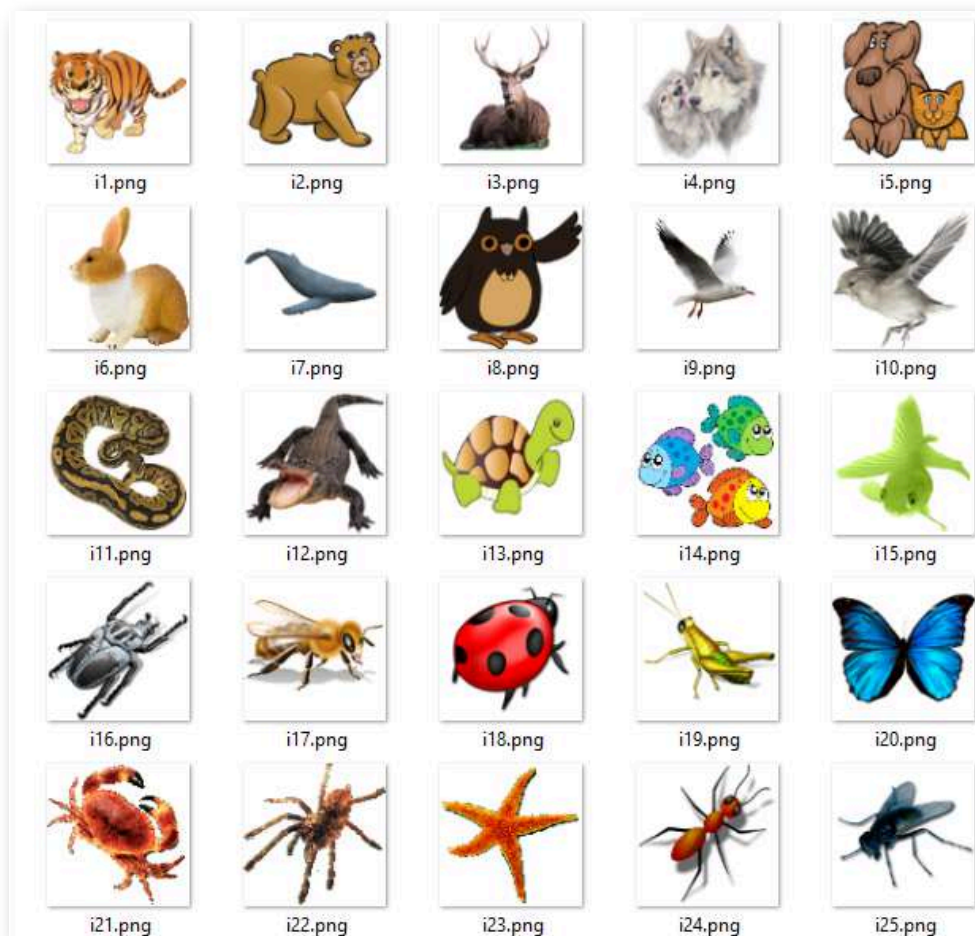 i1.png i2.png i3.png i4.png i5.png
i6.png i7.png i8.png i9.png i10.png
i11.png i12.png i13.png i14.png i15.png
i16.png i17.png i18.png i19.png i20.png
i21.png i22.png i23.png i24.png i25.png